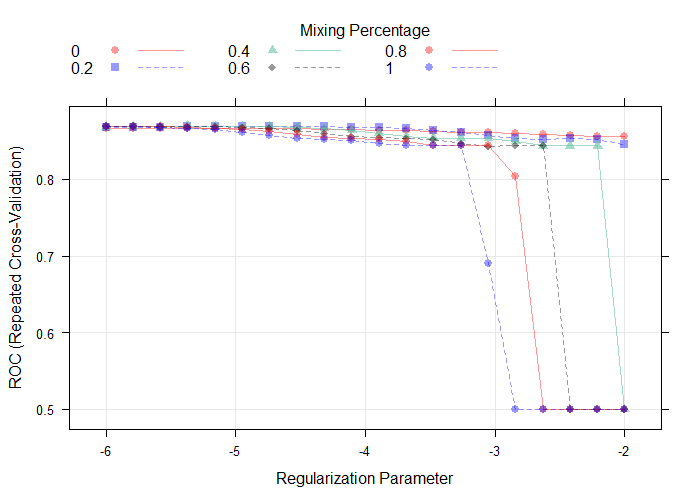 Mixing Percentage
0 0.4 0.8
0.2 0.6 1
ROC (Repeated Cross-Validation)
0.8
0.7
0.6
0.5
-6 -5 -4 -3 -2
Regularization Parameter